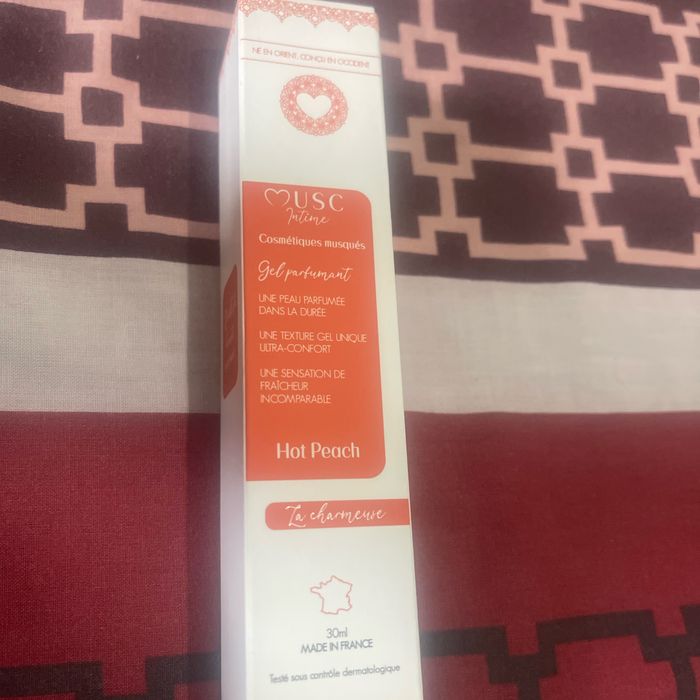 NÉ EN ORIENT, CONÇU EN OCCIDENT
MUSC
Intime
Cosmétiques musqués
Gel parfumant
UNE PEAU PARFUMÉE
DANS LA DURÉE
UNE TEXTURE GEL UNIQUE
ULTRA-CONFORT
UNE SENSATION DE
FRAÎCHEUR
INCOMPARABLE
Hot Peach
La charmeuse
30ml
MADE IN FRANCE
Testé sous contrôle dermatologique